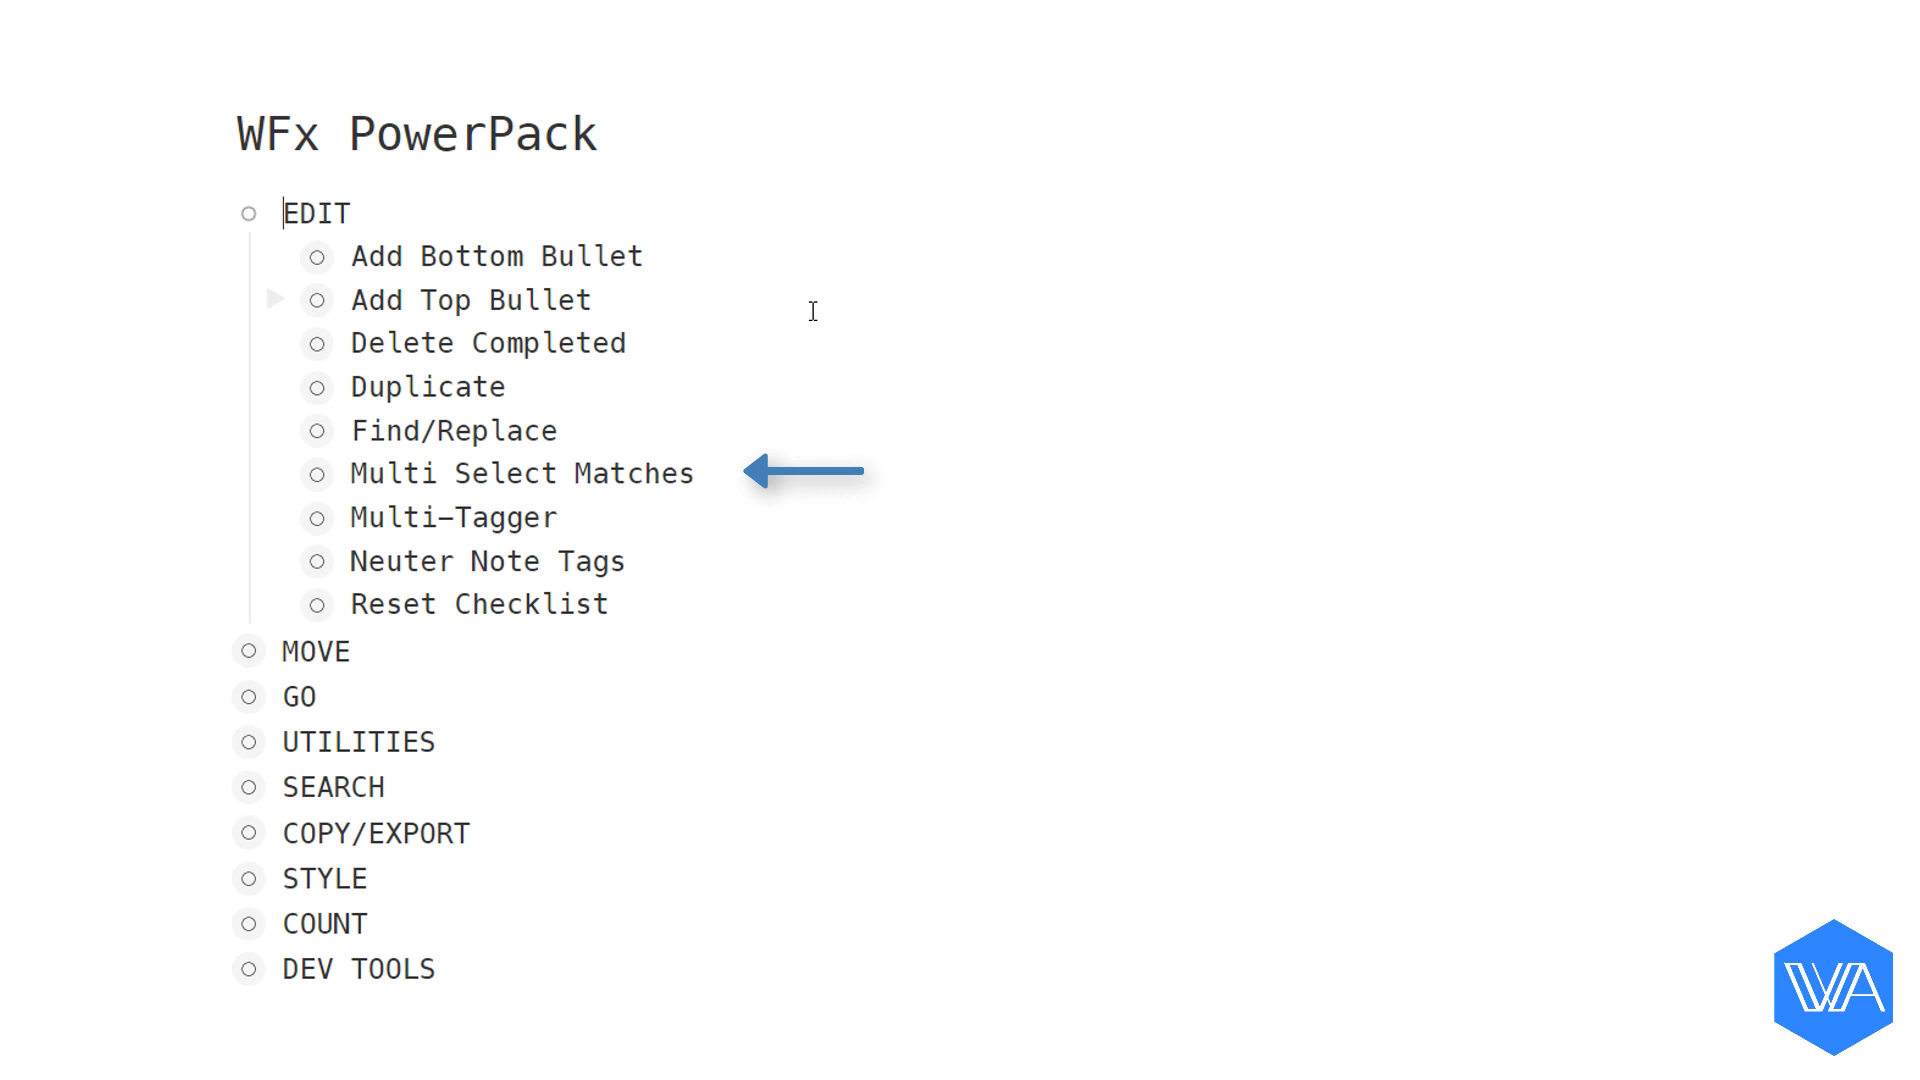 WFx PowerPack
EDIT
Add Bottom Bullet
Add Top Bullet
Delete Completed
Duplicate
Find/Replace
Multi Select Matches
Multi-Tagger
Neuter Note Tags
Reset Checklist
MOVE
GO
UTILITIES
SEARCH
COPY/EXPORT
STYLE
COUNT
DEV TOOLS
WA